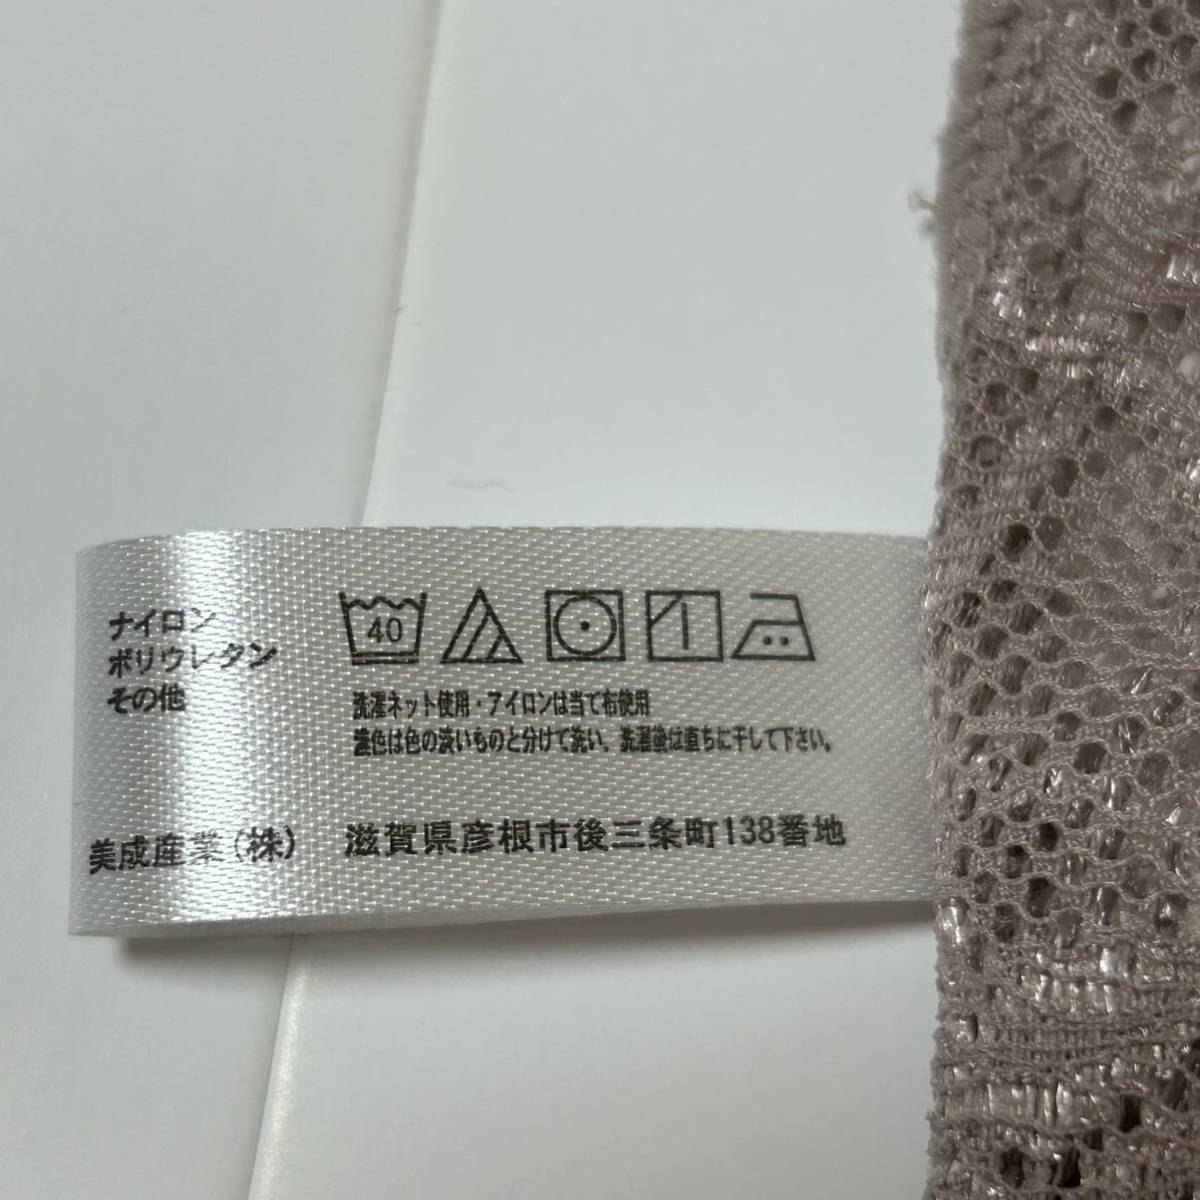 ナイロン
ポリウレタン
その他
40
洗濯ネット使用・アイロンは当て布使用
濃色は色の淡いものと分けて洗い、洗濯後は直ちに干して下さい。
美成産業(株) 滋賀県彦根市後三条町138番地